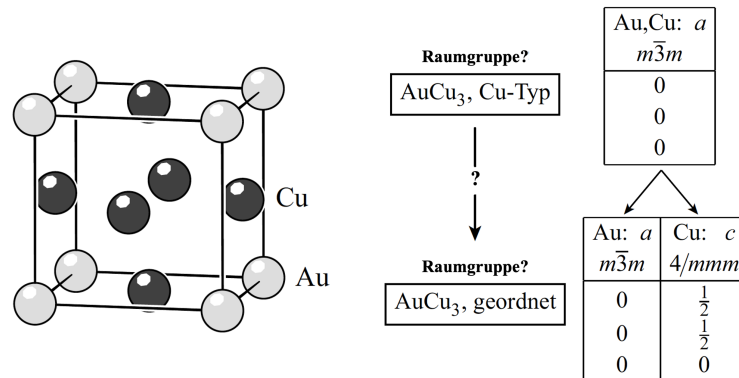 Cu
Au
Raumgruppe?
AuCu₃, Cu-Typ
?
Raumgruppe?
AuCu₃, geordnet
Au,Cu: a
m3̅m
0
0
0
Au: a Cu: c
m3̅m 4/mmm
0 ½
0 ½
0 0